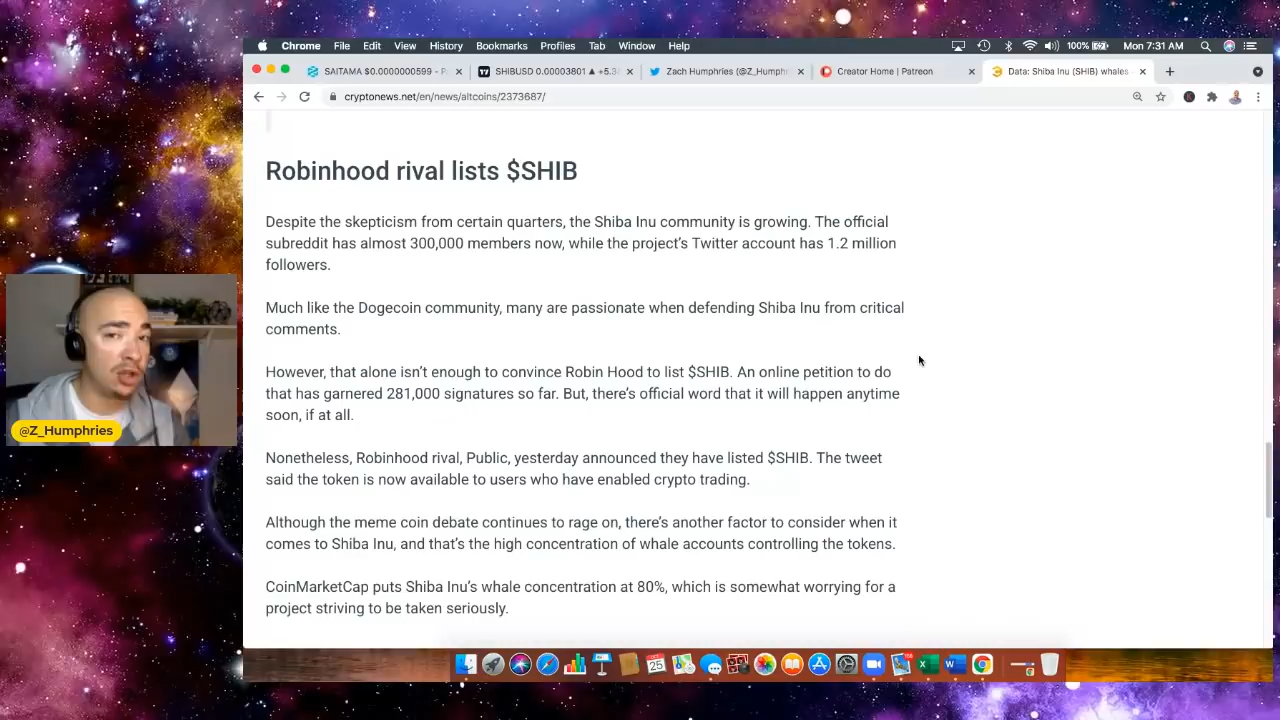 Chrome File Edit View History Bookmarks Profiles Tab Window Help 100% Mon 7:31 AM
SAITAMA $0.0000000599 - P SHIBUSD 0.00003801 ▲ +5.3 Zach Humphries (@Z_Humph Creator Home | Patreon Data: Shiba Inu (SHIB) whales
cryptonews.net/en/news/altcoins/2373687/
Robinhood rival lists $SHIB
Despite the skepticism from certain quarters, the Shiba Inu community is growing. The official
subreddit has almost 300,000 members now, while the project's Twitter account has 1.2 million
followers.
Much like the Dogecoin community, many are passionate when defending Shiba Inu from critical
comments.
However, that alone isn't enough to convince Robin Hood to list $SHIB. An online petition to do
that has garnered 281,000 signatures so far. But, there's official word that it will happen anytime
soon, if at all.
Nonetheless, Robinhood rival, Public, yesterday announced they have listed $SHIB. The tweet
said the token is now available to users who have enabled crypto trading.
Although the meme coin debate continues to rage on, there's another factor to consider when it
comes to Shiba Inu, and that's the high concentration of whale accounts controlling the tokens.
CoinMarketCap puts Shiba Inu's whale concentration at 80%, which is somewhat worrying for a
project striving to be taken seriously.
@Z_Humphries
25